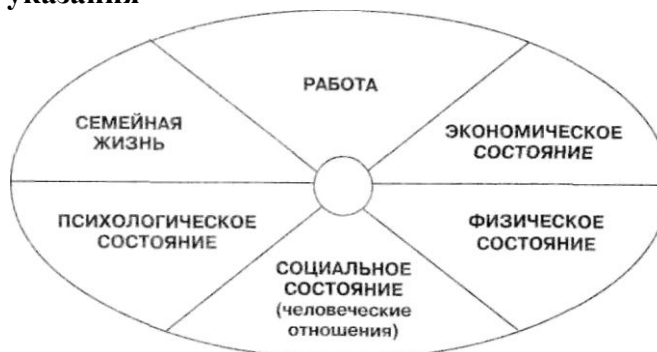 указания
РАБОТА
СЕМЕЙНАЯ
ЖИЗНЬ
ЭКОНОМИЧЕСКОЕ
СОСТОЯНИЕ
ПСИХОЛОГИЧЕСКОЕ
СОСТОЯНИЕ
ФИЗИЧЕСКОЕ
СОСТОЯНИЕ
СОЦИАЛЬНОЕ
СОСТОЯНИЕ
(человеческие
отношения)